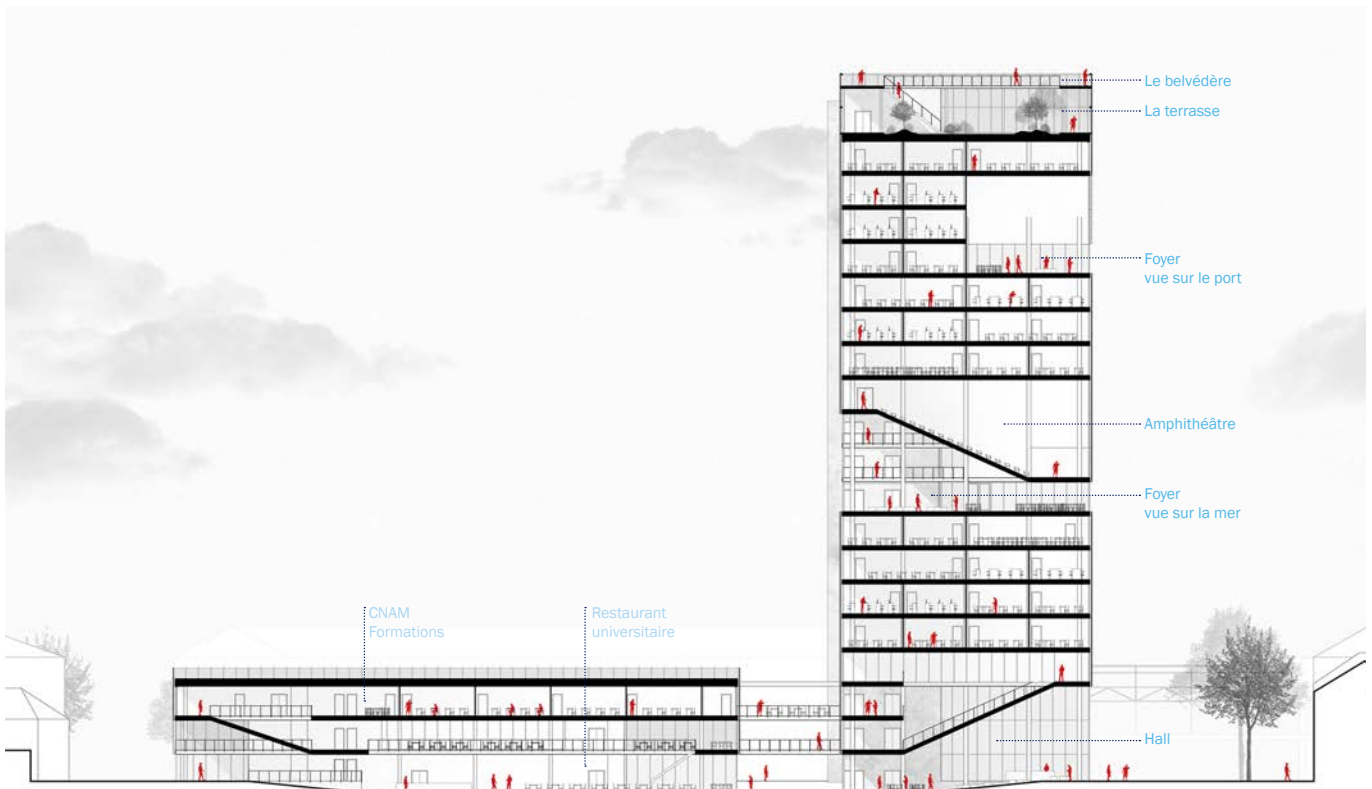 Le belvédère
La terrasse
Foyer
vue sur le port
Amphithéâtre
Foyer
vue sur la mer
CNAM
Formations
Restaurant
universitaire
Hall